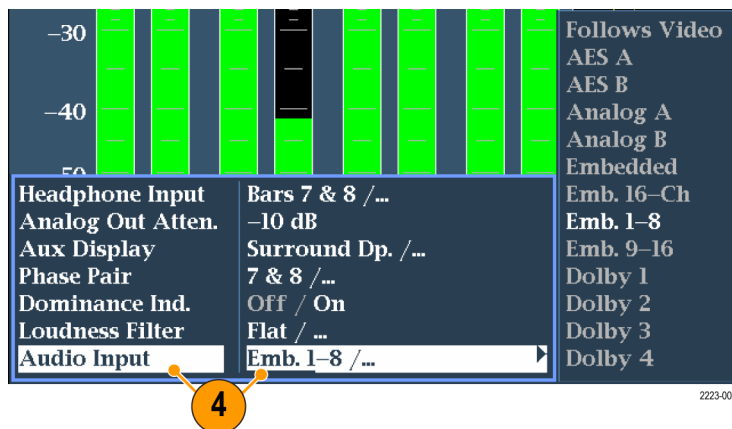 −30
−40
50
Headphone Input Bars 7 & 8 /...
Analog Out Atten. −10 dB
Aux Display Surround Dp. /...
Phase Pair 7 & 8 /...
Dominance Ind. Off / On
Loudness Filter Flat / ...
Audio Input Emb. 1–8 /...
4
Follows Video
AES A
AES B
Analog A
Analog B
Embedded
Emb. 16–Ch
Emb. 1–8
Emb. 9–16
Dolby 1
Dolby 2
Dolby 3
Dolby 4
2223-00